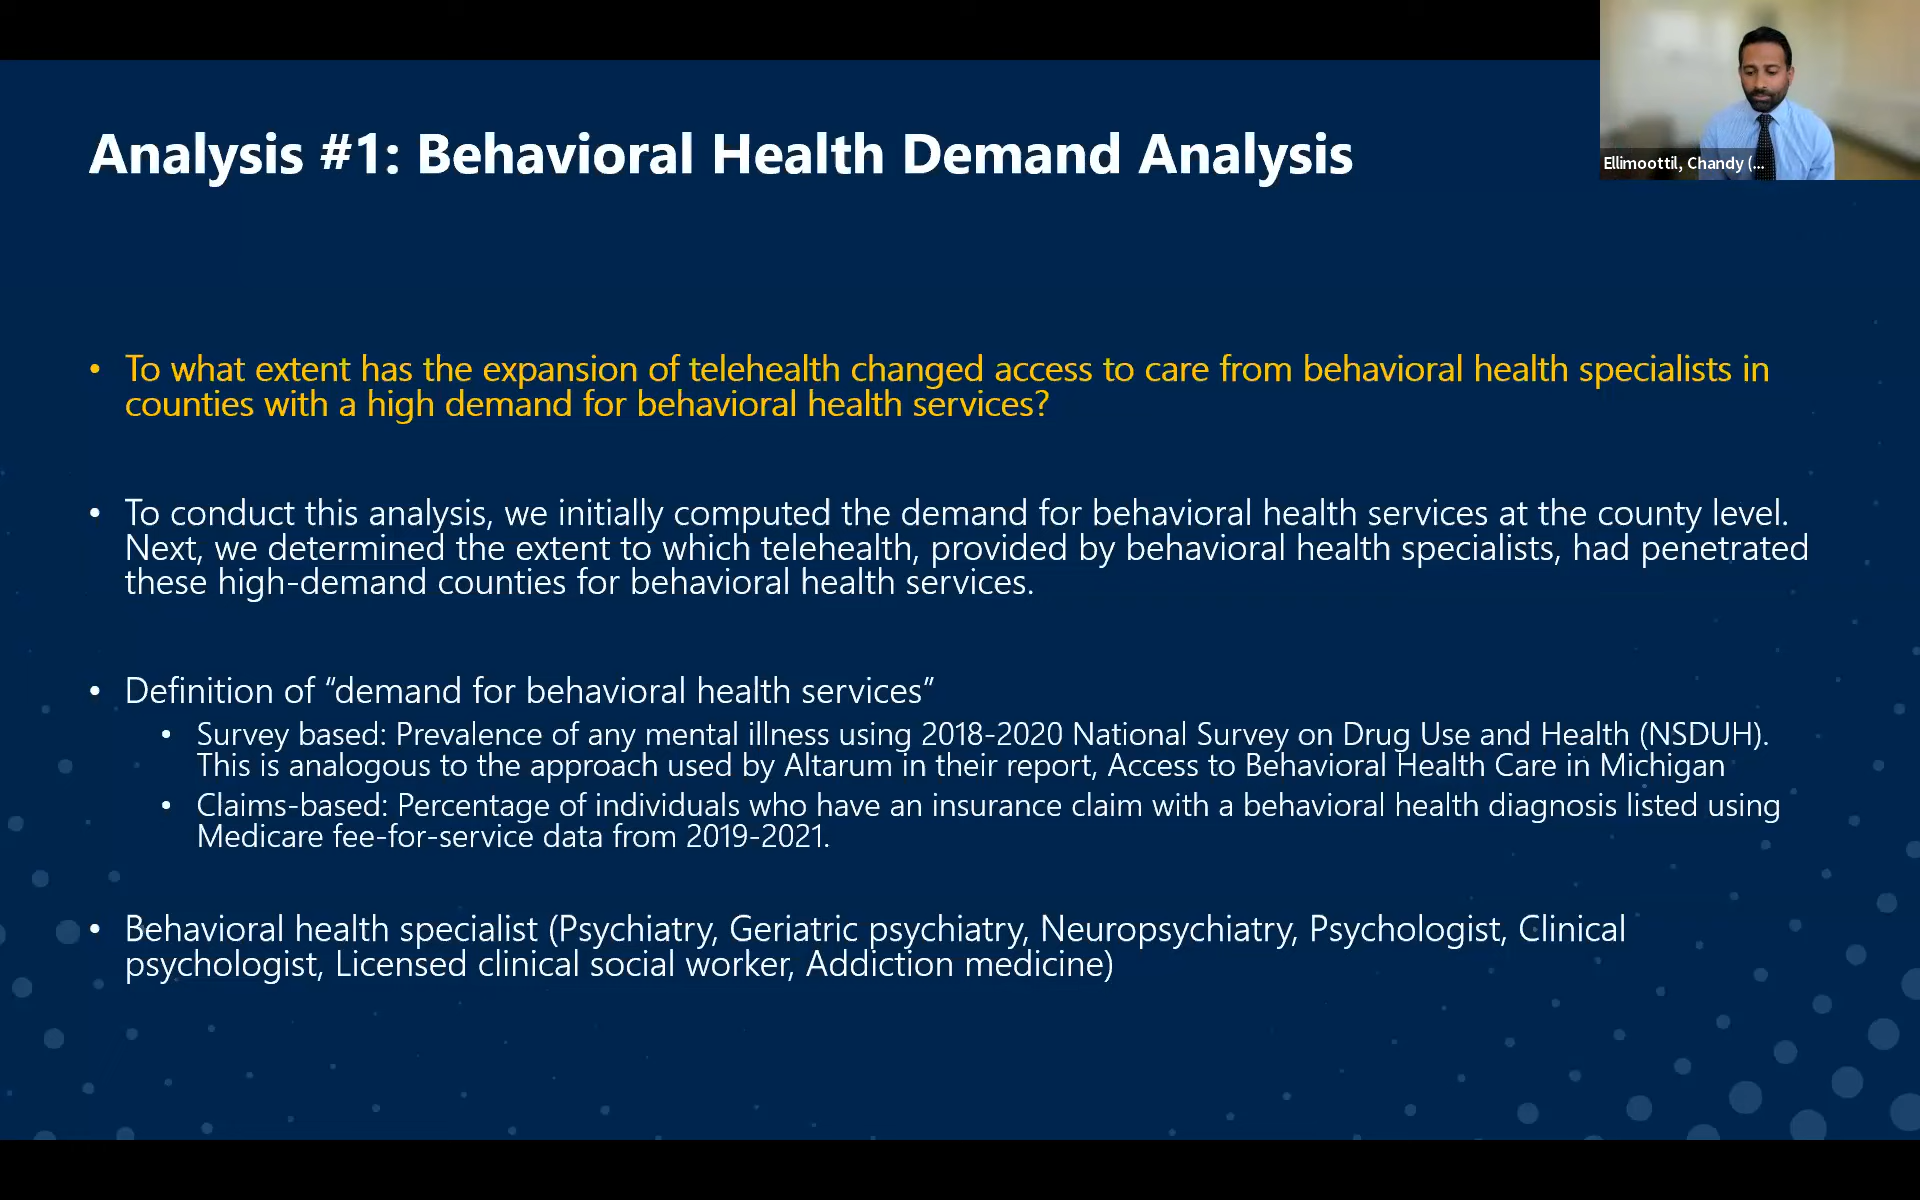 Analysis #1: Behavioral Health Demand Analysis
Ellimoottil, Chandy (...
• To what extent has the expansion of telehealth changed access to care from behavioral health specialists in
counties with a high demand for behavioral health services?
• To conduct this analysis, we initially computed the demand for behavioral health services at the county level.
Next, we determined the extent to which telehealth, provided by behavioral health specialists, had penetrated
these high-demand counties for behavioral health services.
• Definition of “demand for behavioral health services”
• Survey based: Prevalence of any mental illness using 2018-2020 National Survey on Drug Use and Health (NSDUH).
This is analogous to the approach used by Altarum in their report, Access to Behavioral Health Care in Michigan
• Claims-based: Percentage of individuals who have an insurance claim with a behavioral health diagnosis listed using
Medicare fee-for-service data from 2019-2021.
• Behavioral health specialist (Psychiatry, Geriatric psychiatry, Neuropsychiatry, Psychologist, Clinical
psychologist, Licensed clinical social worker, Addiction medicine)